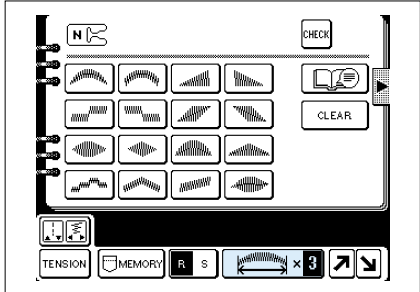 N
CHECK
CLEAR
TENSION
MEMORY
R S
× 3